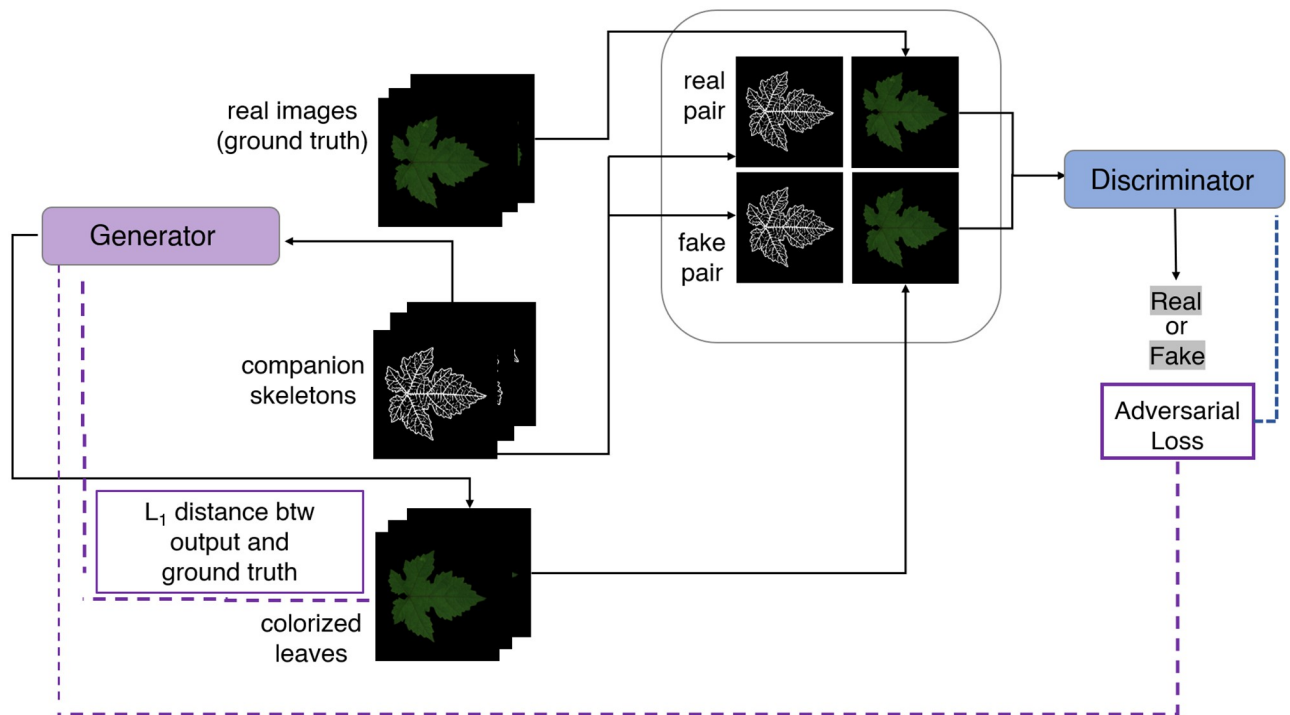 real images
(ground truth)
real
pair
fake
pair
Discriminator
Generator
Real
or
Fake
companion
skeletons
Adversarial
Loss
L₁ distance btw
output and
ground truth
colorized
leaves